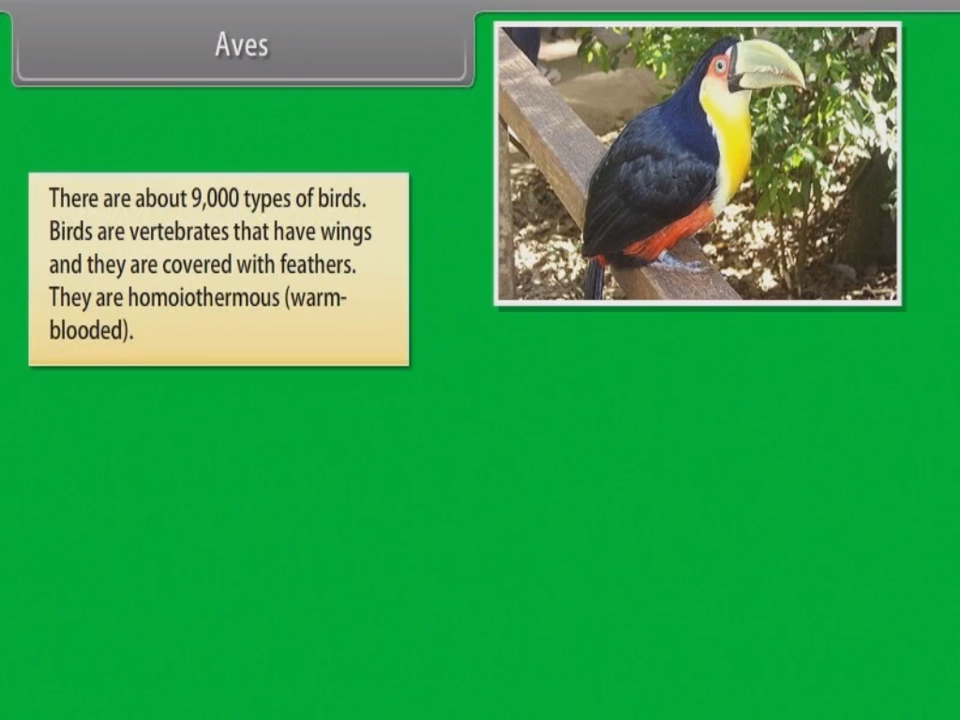 Aves
There are about 9,000 types of birds.
Birds are vertebrates that have wings
and they are covered with feathers.
They are homoiothermous (warm-
blooded).